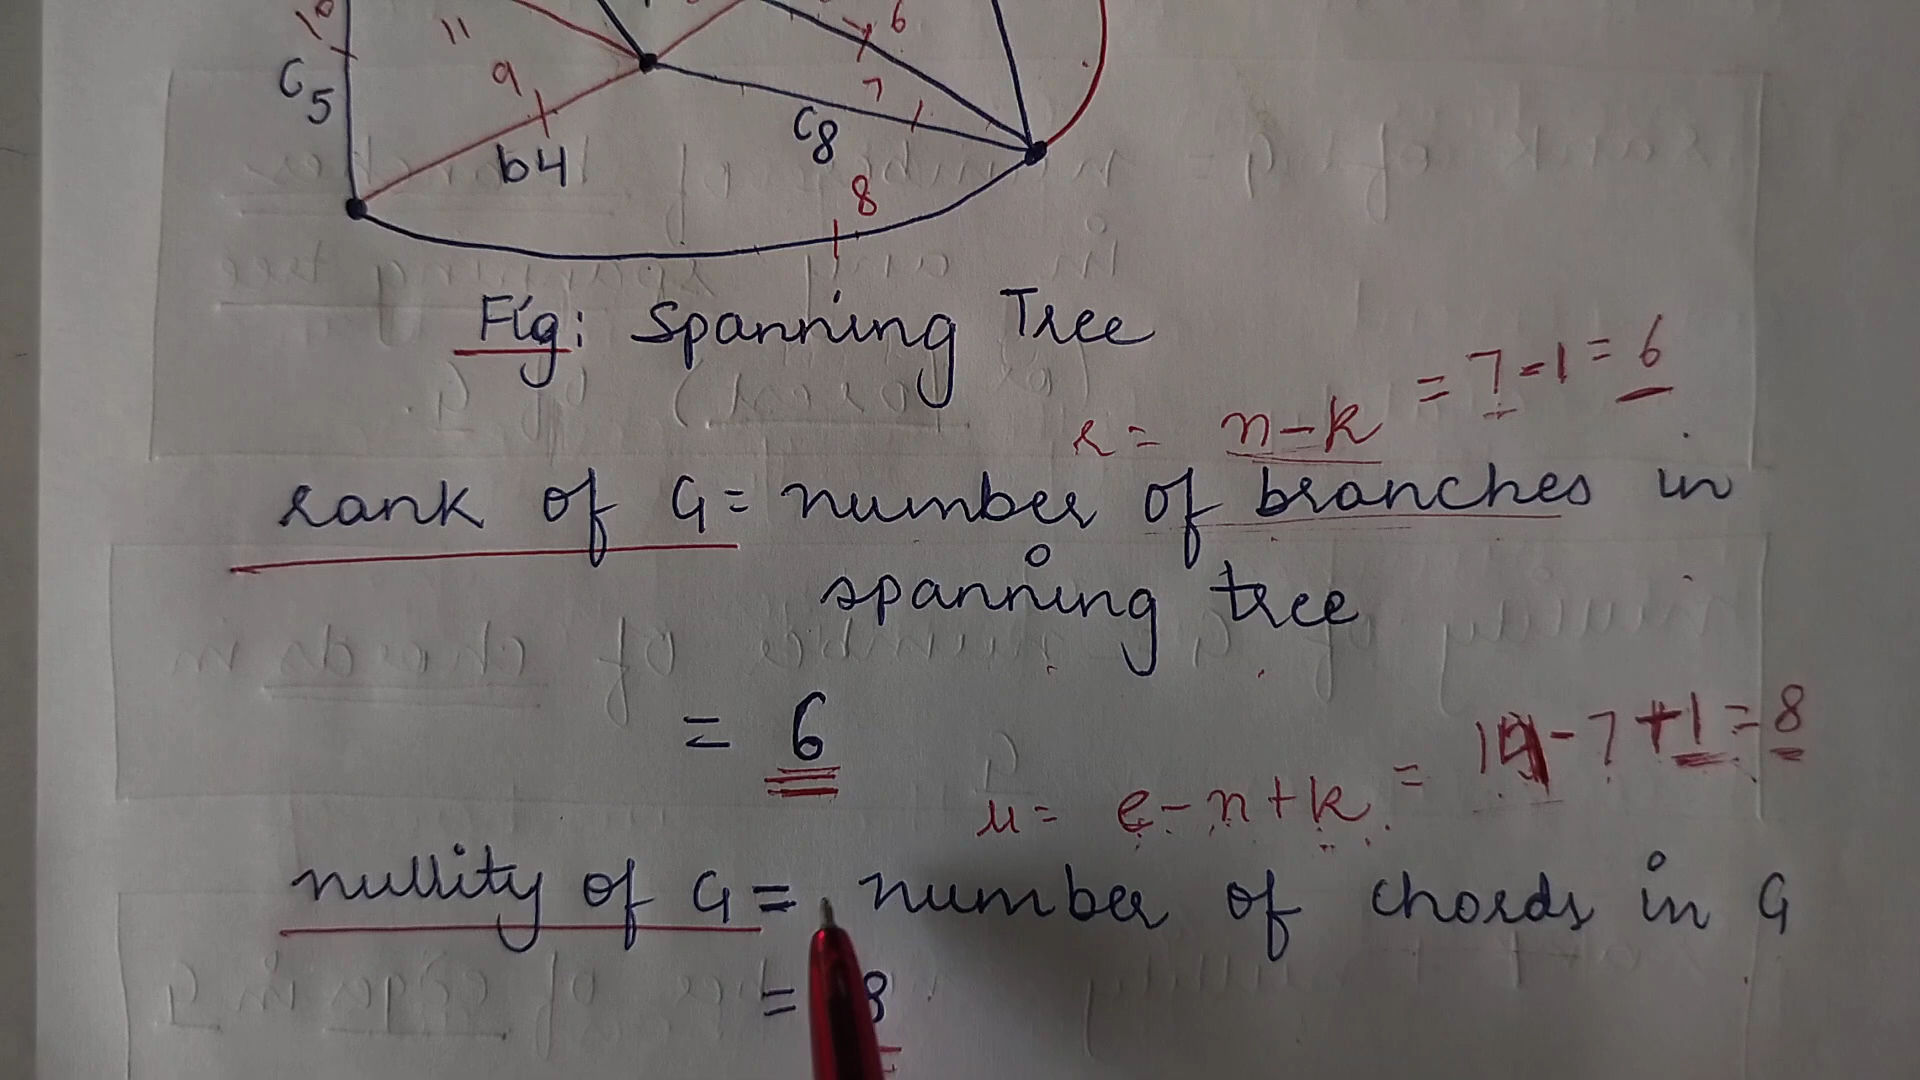 10
11
6
C5
9
7
C8
b4
8
Fig: Spanning Tree
r = n-k = 7-1 = 6
rank of G = number of branches in
spanning tree
= 6
μ = e-n+k = 14-7+1 = 8
nullity of G = number of chords in G
= 8